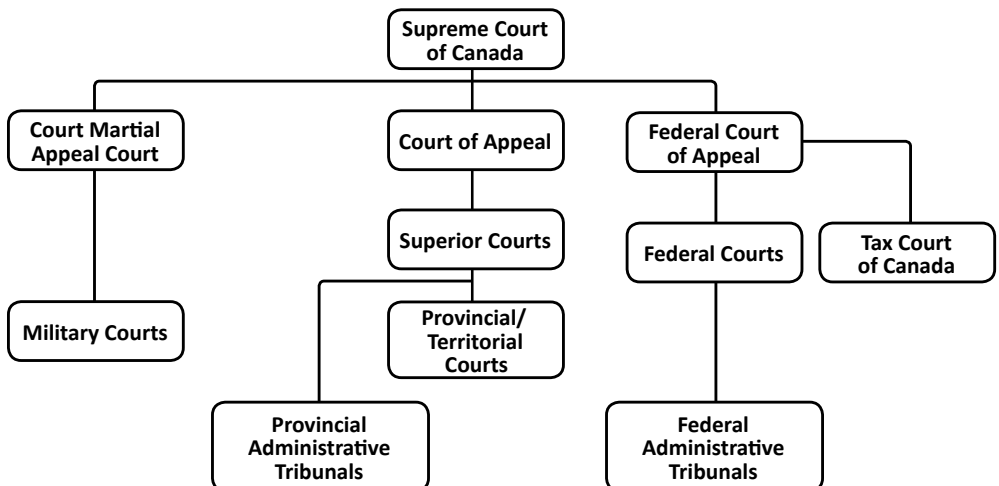 Supreme Court
of Canada
Court Martial
Appeal Court
Court of Appeal
Federal Court
of Appeal
Superior Courts
Federal Courts
Tax Court
of Canada
Military Courts
Provincial/
Territorial
Courts
Provincial
Administrative
Tribunals
Federal
Administrative
Tribunals